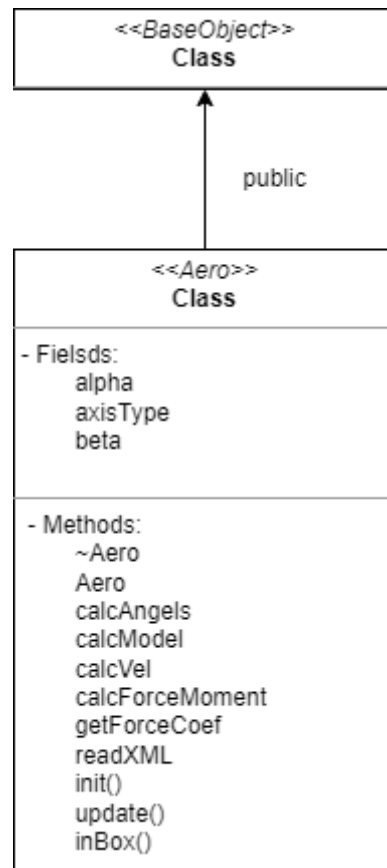 <<BaseObject>>
Class
public
<<Aero>>
Class
- Fielsds:
alpha
axisType
beta
- Methods:
~Aero
Aero
calcAngels
calcModel
calcVel
calcForceMoment
getForceCoef
readXML
init()
update()
inBox()